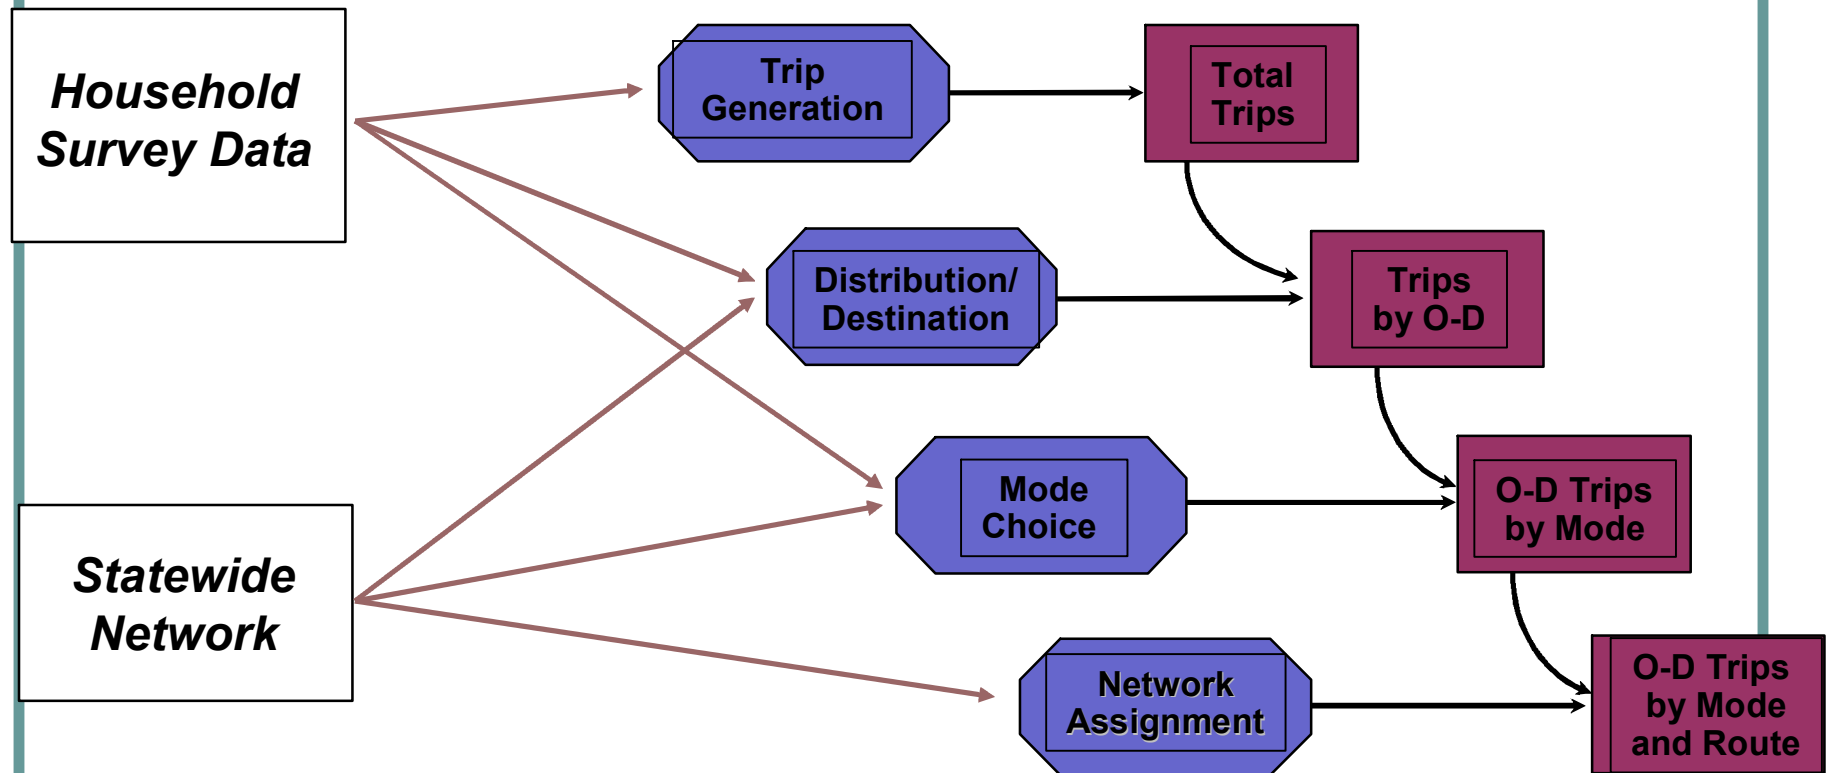 Household
Survey Data
Trip
Generation
Total
Trips
Distribution/
Destination
Trips
by O-D
Mode
Choice
O-D Trips
by Mode
Statewide
Network
Network
Assignment
O-D Trips
by Mode
and Route